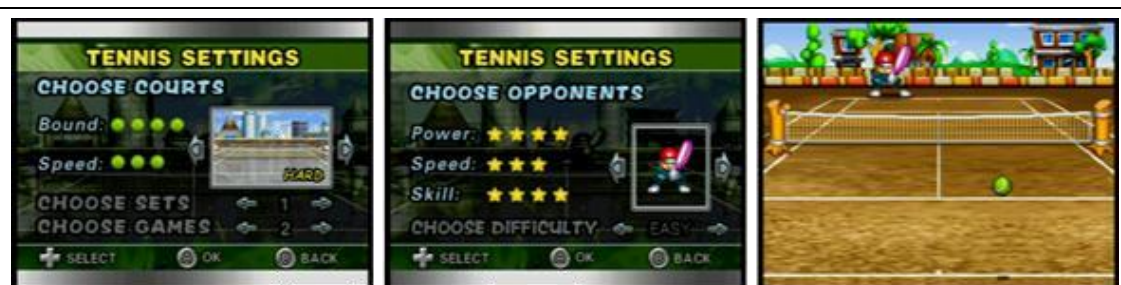 TENNIS SETTINGS
CHOOSE COURTS
Bound:
Speed:
HARD
CHOOSE SETS 1
CHOOSE GAMES 2
SELECT A OK B BACK
TENNIS SETTINGS
CHOOSE OPPONENTS
Power:
Speed:
Skill:
CHOOSE DIFFICULTY EASY
SELECT A OK B BACK